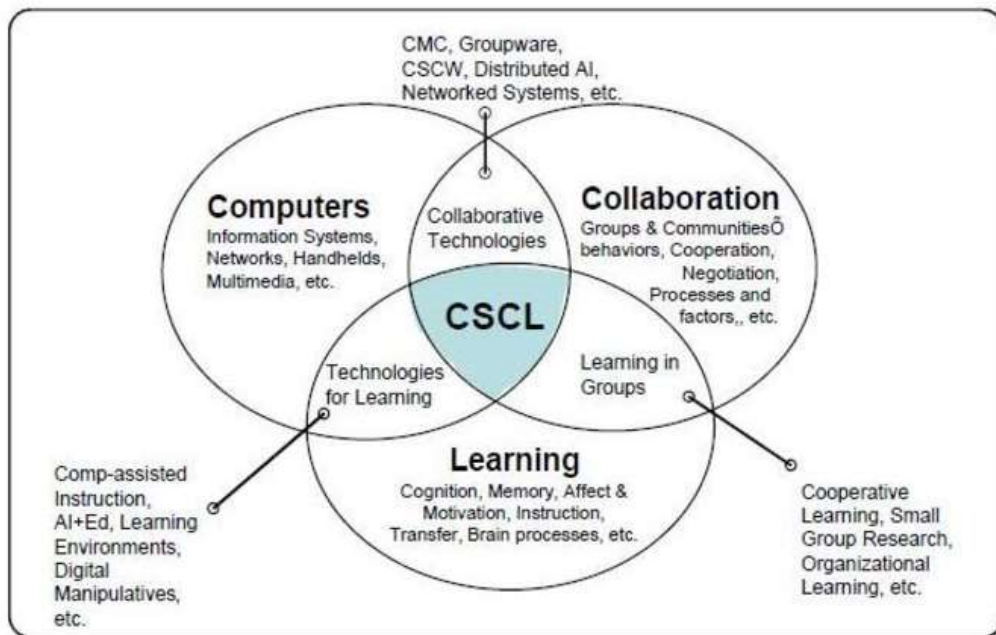 CMC, Groupware,
CSCW, Distributed AI,
Networked Systems, etc.
Computers
Information Systems,
Networks, Handhelds,
Multimedia, etc.
Collaborative
Technologies
Collaboration
Groups & CommunitiesÕ
behaviors, Cooperation,
Negotiation,
Processes and
factors,, etc.
CSCL
Technologies
for Learning
Learning in
Groups
Learning
Cognition, Memory, Affect &
Motivation, Instruction,
Transfer, Brain processes, etc.
Comp-assisted
Instruction,
AI+Ed, Learning
Environments,
Digital
Manipulatives,
etc.
Cooperative
Learning, Small
Group Research,
Organizational
Learning, etc.